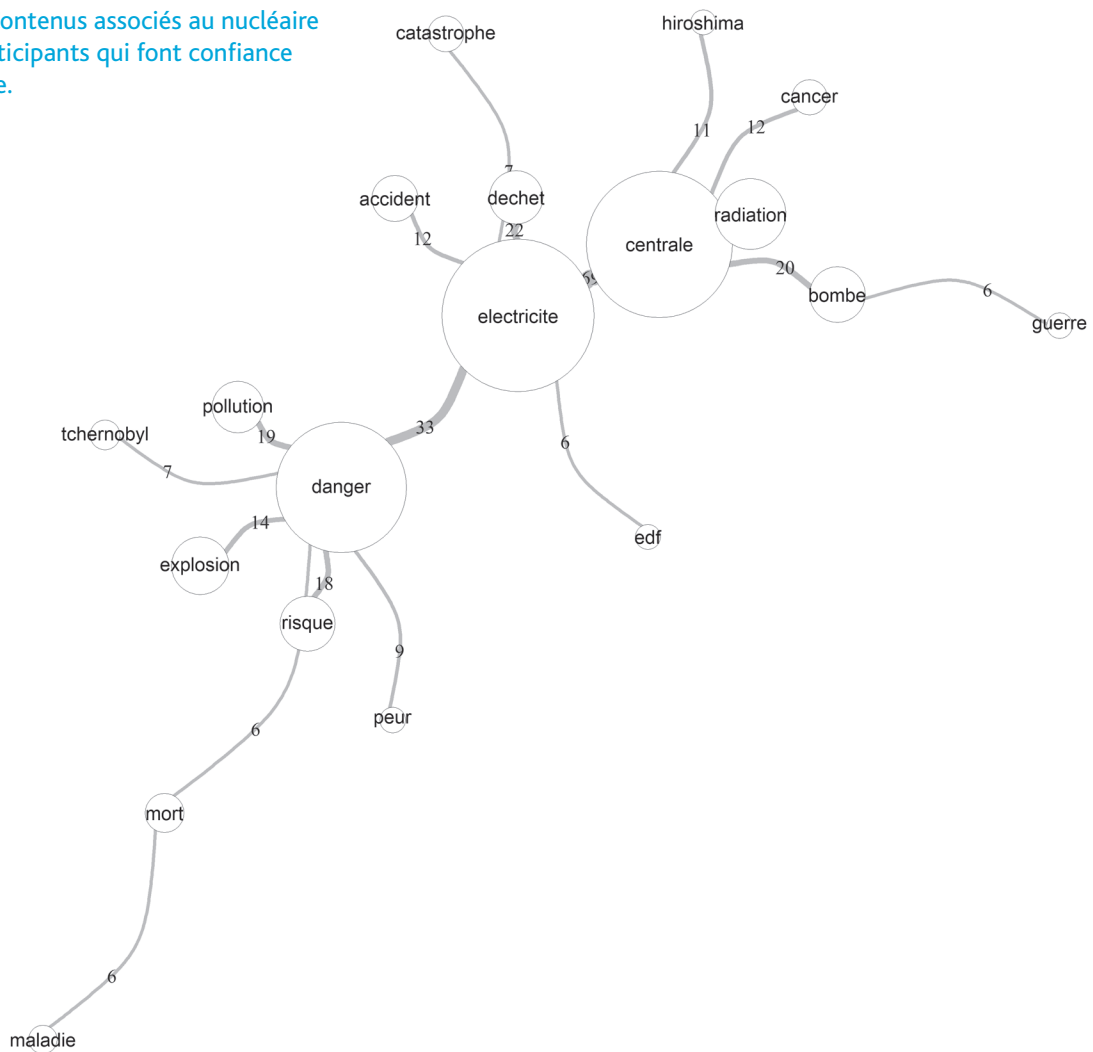 ontenus associés au nucléaire
ticipants qui font confiance
e.
catastrophe
hiroshima
cancer
11
12
7
accident
dechet
radiation
12
22
centrale
20
bombe
6
guerre
electricite
pollution
tchernobyl
19
33
6
7
danger
14
edf
explosion
18
risque
9
peur
6
mort
6
maladie